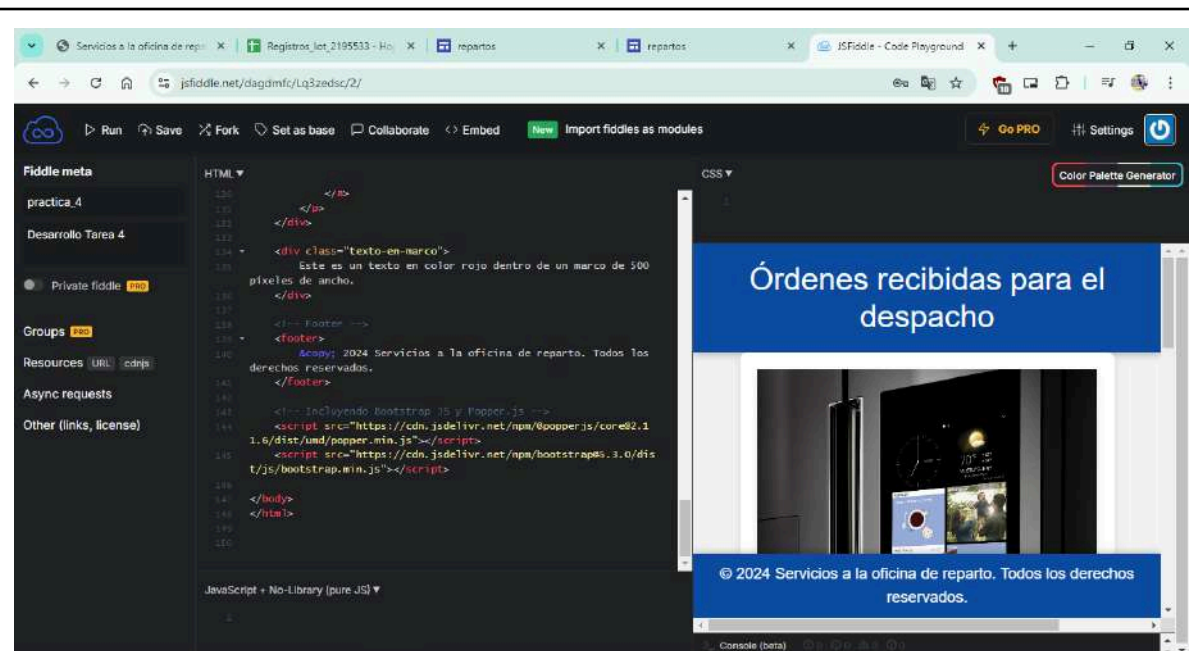 Servicios a la oficina de repa
Registros_lot_2195533 - Ho
repartos
repartos
JSFiddle - Code Playground
jsfiddle.net/dagdmfc/Lq3zedsc/2/
10
Run
Save
Fork
Set as base
Collaborate
Embed
New
Import fiddles as modules
Go PRO
Settings
Fiddle meta
practica_4
Desarrollo Tarea 4
Private fiddle PRO
Groups PRO
Resources URL cdnjs
Async requests
Other (links, license)
HTML
</p>
</div>
<div class="texto-en-marco">
Este es un texto en color rojo dentro de un marco de 500
píxeles de ancho.
</div>
<!-- Footer -->
<footer>
&copy; 2024 Servicios a la oficina de reparto. Todos los
derechos reservados.
</footer>
<!-- Incluyendo Bootstrap JS y Popper.js -->
<script src="https://cdn.jsdelivr.net/npm/@popperjs/core@2.1
1.6/dist/umd/popper.min.js"></script>
<script src="https://cdn.jsdelivr.net/npm/bootstrap@5.3.0/dis
t/js/bootstrap.min.js"></script>
</body>
</html>
JavaScript + No-Library (pure JS)
CSS
Color Palette Generator
Órdenes recibidas para el
despacho
© 2024 Servicios a la oficina de reparto. Todos los derechos
reservados.
Console (beta)